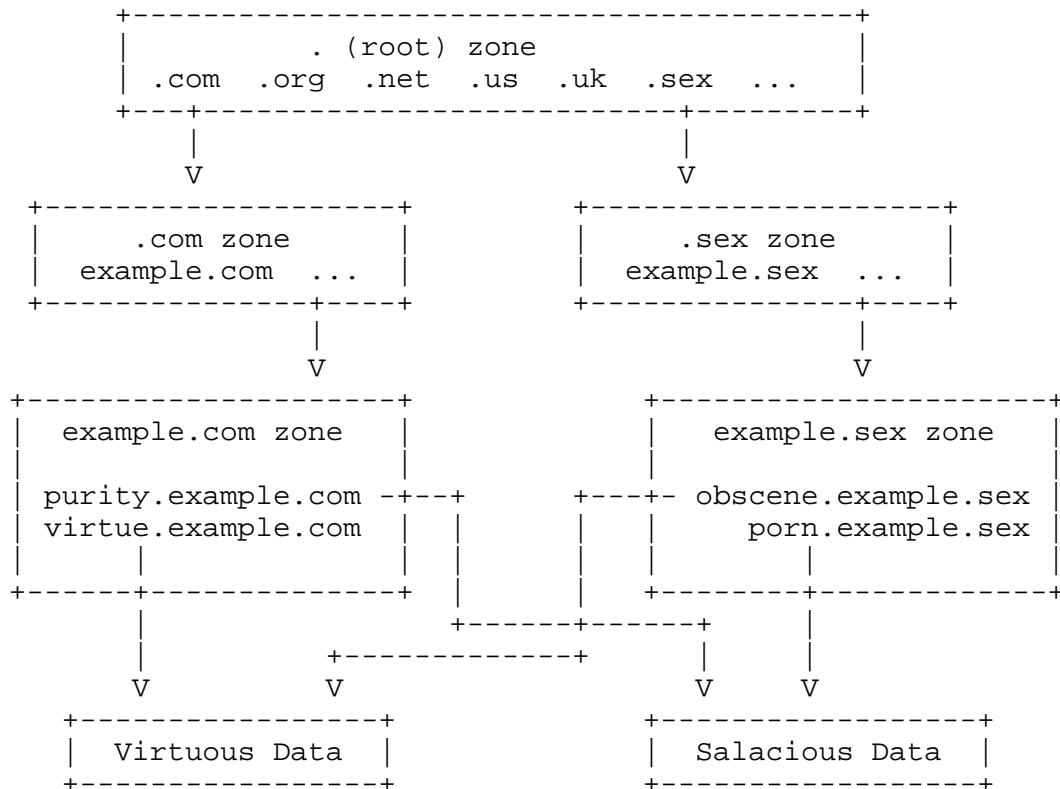 . (root) zone
.com .org .net .us .uk .sex ...
.com zone
example.com ...
.sex zone
example.sex ...
example.com zone
purity.example.com
virtue.example.com
example.sex zone
obscene.example.sex
porn.example.sex
Virtuous Data
Salacious Data